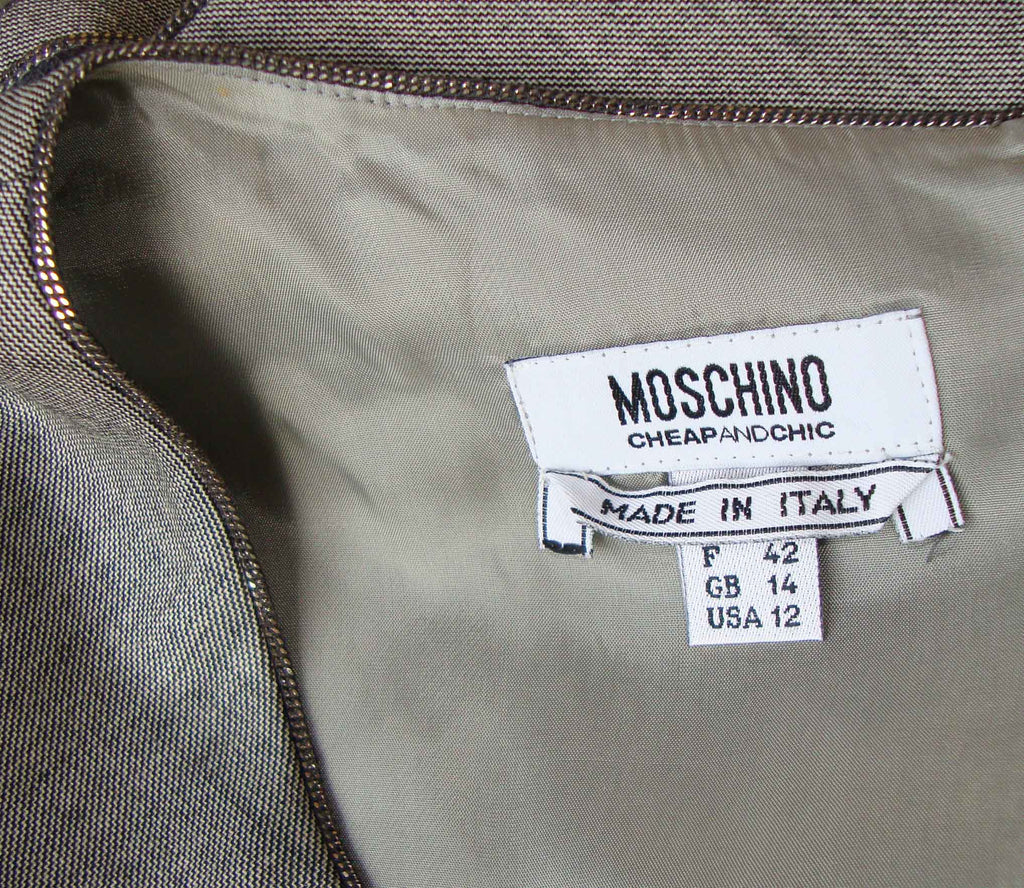 MOSCHINO
CHEAPANDCHIC
MADE IN ITALY
F 42
GB 14
USA 12